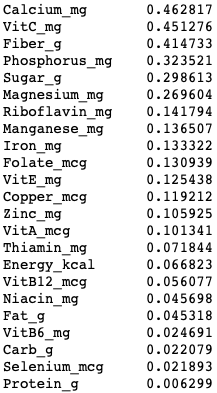 Calcium_mg 0.462817
VitC_mg 0.451276
Fiber_g 0.414733
Phosphorus_mg 0.323521
Sugar_g 0.298613
Magnesium_mg 0.269604
Riboflavin_mg 0.141794
Manganese_mg 0.136507
Iron_mg 0.133322
Folate_mcg 0.130939
VitE_mg 0.125438
Copper_mcg 0.119212
Zinc_mg 0.105925
VitA_mcg 0.101341
Thiamin_mg 0.071844
Energy_kcal 0.066823
VitB12_mcg 0.056077
Niacin_mg 0.045698
Fat_g 0.045318
VitB6_mg 0.024691
Carb_g 0.022079
Selenium_mcg 0.021893
Protein_g 0.006299